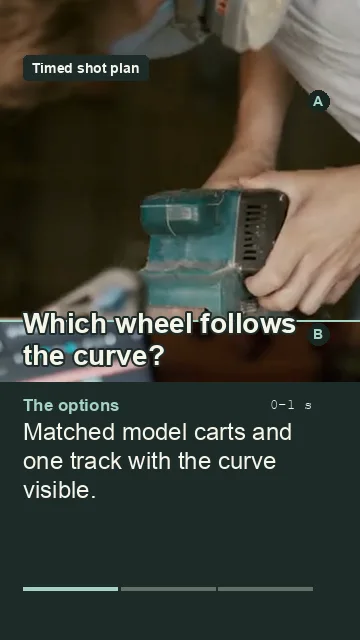 Timed shot plan
A
Which wheel follows
the curve?
B
The options
0–1 s
Matched model carts and
one track with the curve
visible.